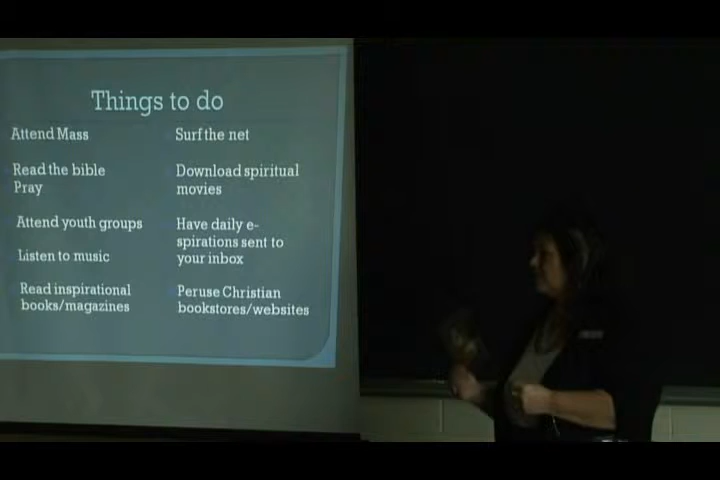 Things to do
Attend Mass
Read the bible
Pray
Attend youth groups
Listen to music
Read inspirational
books/magazines
Surf the net
Download spiritual
movies
Have daily e-
spirations sent to
your inbox
Peruse Christian
bookstores/websites